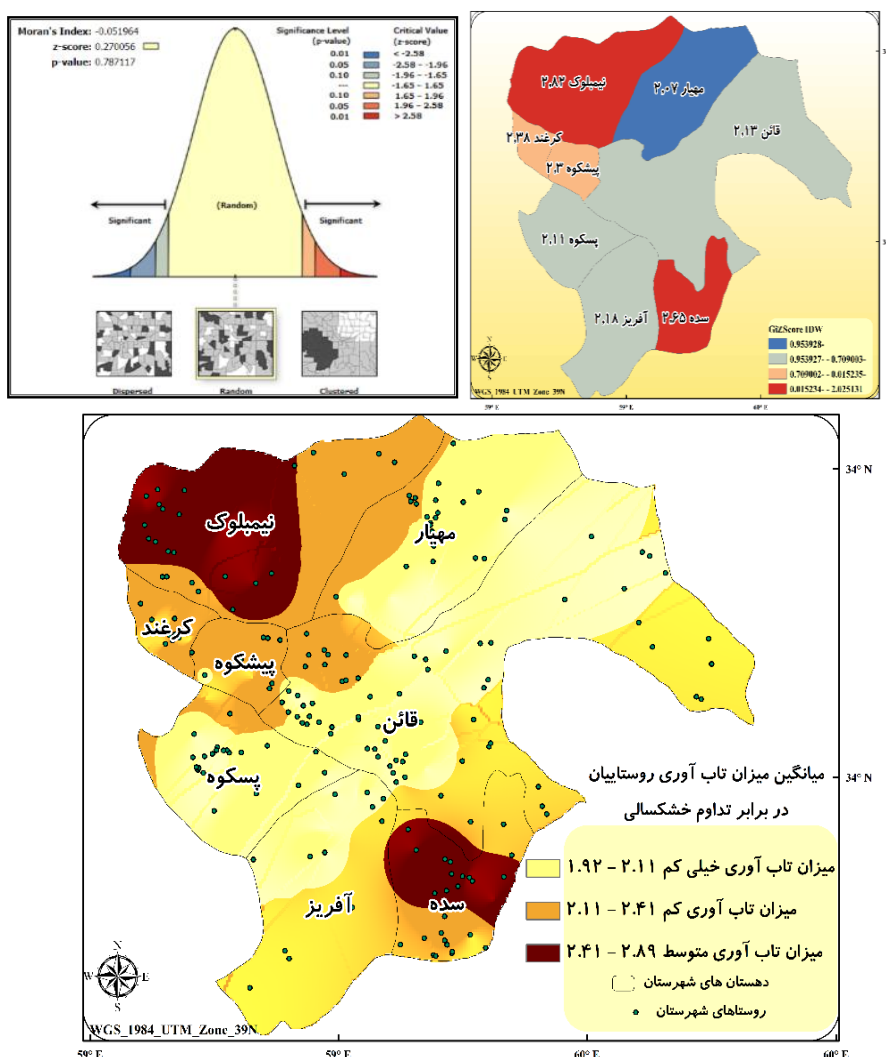 Moran's Index: -0.051964
z-score: 0.270056
p-value: 0.787117
Significance Level (p-value)
Critical Value (z-score)
0.01 < -2.58
0.05 -2.58 - -1.96
0.10 -1.96 - -1.65
--- -1.65 - 1.65
0.10 1.65 - 1.96
0.05 1.96 - 2.58
0.01 > 2.58
Significant
(Random)
Significant
Dispersed
Random
Clustered
نیمبلوک ۲.۸۲
مهیار ۲.۰۷
قائن ۲.۱۳
کرغند ۲.۳۸
پیشکوه ۲.۳
پسکوه ۲.۱۱
آفریز ۲.۱۸
سده ۲.۶۵
GiZScore IDW
0.953928-
0.953927- - 0.709003-
0.709002- - 0.015235-
0.015234- - 2.025131
WGS_1984_UTM_Zone_39N
59° E
60° E
نیمبلوک
مهیار
کرغند
پیشکوه
قائن
پسکوه
آفریز
سده
34° N
34° N
میانگین میزان تاب آوری روستاییان
در برابر تداوم خشکسالی
میزان تاب آوری خیلی کم ۲.۱۱ - ۱.۹۲
میزان تاب آوری کم ۲.۴۱ - ۲.۱۱
میزان تاب آوری متوسط ۲.۸۹ - ۲.۴۱
دهستان های شهرستان
روستاهای شهرستان
N
W
E
S
WGS_1984_UTM_Zone_39N
59° E
59° E
60° E
60° E